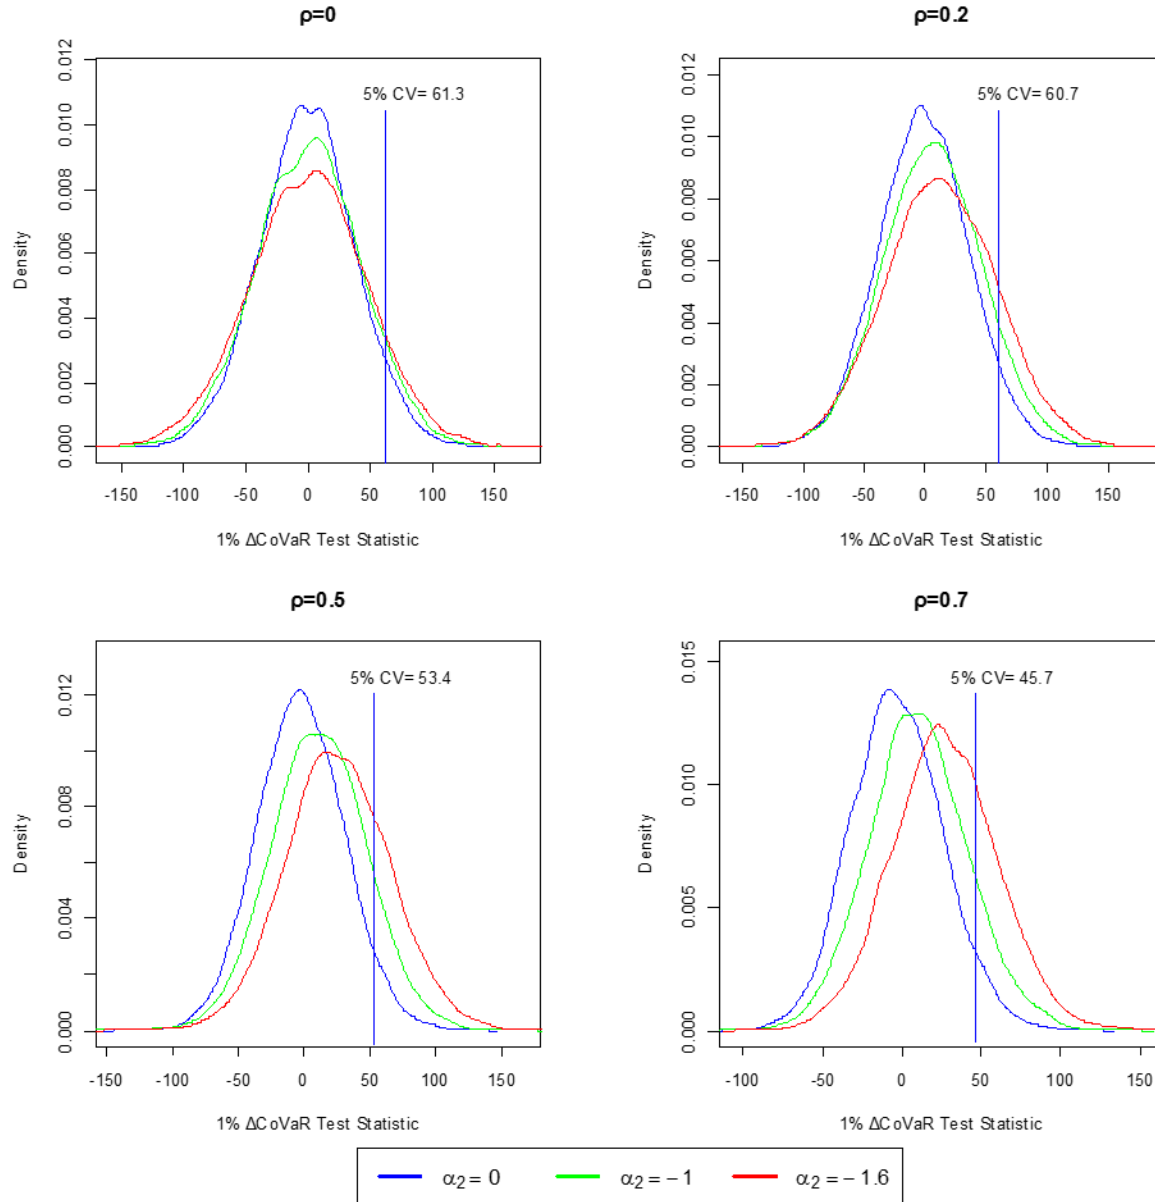 ρ=0
5% CV= 61.3
Density
0.000
0.002
0.004
0.006
0.008
0.010
0.012
-150
-100
-50
0
50
100
150
1% ΔCoVaR Test Statistic
ρ=0.2
5% CV= 60.7
Density
0.000
0.002
0.004
0.006
0.008
0.010
0.012
-150
-100
-50
0
50
100
150
1% ΔCoVaR Test Statistic
ρ=0.5
5% CV= 53.4
Density
0.000
0.004
0.008
0.012
-150
-100
-50
0
50
100
150
1% ΔCoVaR Test Statistic
ρ=0.7
5% CV= 45.7
Density
0.000
0.005
0.010
0.015
-100
-50
0
50
100
150
1% ΔCoVaR Test Statistic
α₂ = 0
α₂ = −1
α₂ = −1.6